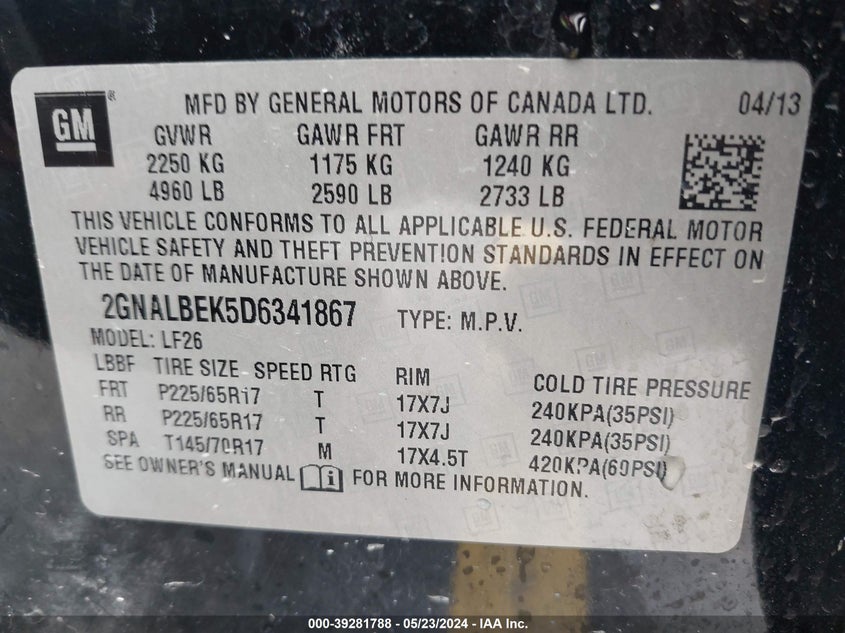 GM ® MFD BY GENERAL MOTORS OF CANADA LTD. 04/13
GVWR GAWR FRT GAWR RR
2250 KG 1175 KG 1240 KG
4960 LB 2590 LB 2733 LB
THIS VEHICLE CONFORMS TO ALL APPLICABLE U.S. FEDERAL MOTOR
VEHICLE SAFETY AND THEFT PREVENTION STANDARDS IN EFFECT ON
THE DATE OF MANUFACTURE SHOWN ABOVE.
2GNALBEK5D6341867 TYPE: M.P.V.
MODEL: LF26
LBBF TIRE SIZE SPEED RTG RIM COLD TIRE PRESSURE
FRT P225/65R17 T 17X7J 240KPA(35PSI)
RR P225/65R17 T 17X7J 240KPA(35PSI)
SPA T145/70R17 M 17X4.5T 420KPA(60PSI)
SEE OWNER'S MANUAL i FOR MORE INFORMATION.
000-39281788 - 05/23/2024 - IAA Inc.